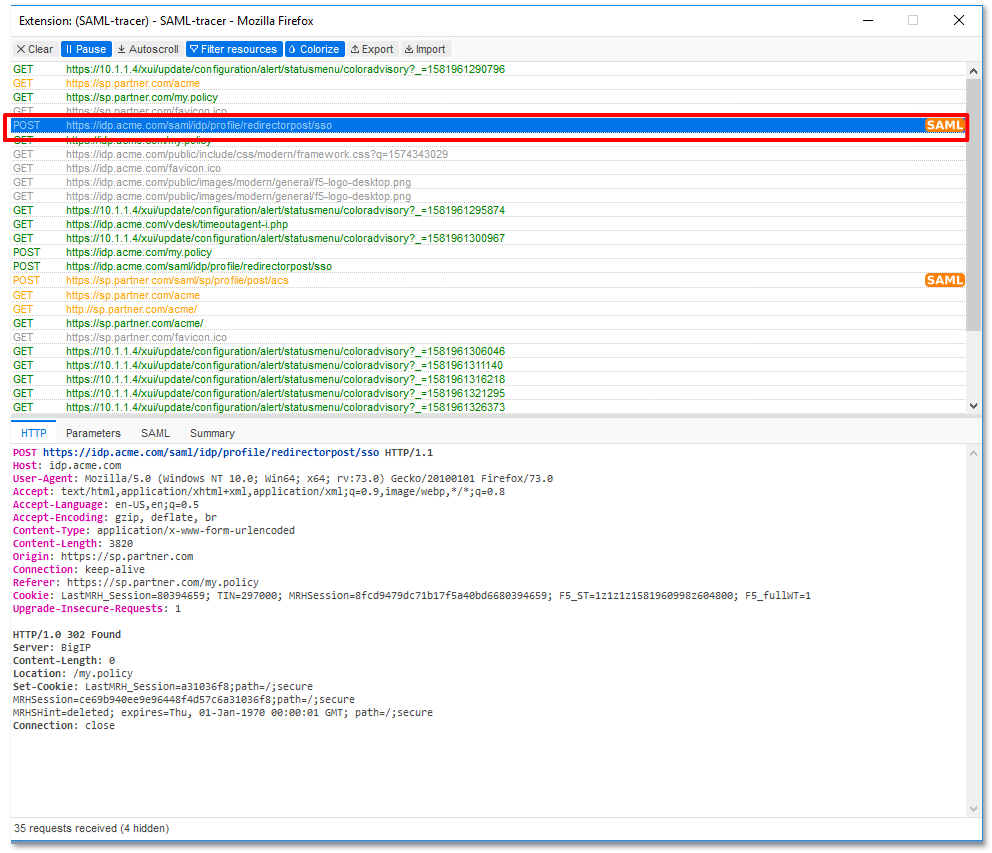 Extension: (SAML-tracer) - SAML-tracer - Mozilla Firefox
Clear Pause Autoscroll Filter resources Colorize Export Import
GET https://10.1.1.4/xui/update/configuration/alert/statusmenu/coloradvisory?_=1581961290796
GET https://sp.partner.com/acme
GET https://sp.partner.com/my.policy
GET https://sp.partner.com/favicon.ico
POST https://idp.acme.com/saml/idp/profile/redirectorpost/sso SAML
GET https://idp.acme.com/my.policy
GET https://idp.acme.com/public/include/css/modern/framework.css?q=1574343029
GET https://idp.acme.com/favicon.ico
GET https://idp.acme.com/public/images/modern/general/f5-logo-desktop.png
GET https://idp.acme.com/public/images/modern/general/f5-logo-desktop.png
GET https://10.1.1.4/xui/update/configuration/alert/statusmenu/coloradvisory?_=1581961295874
GET https://idp.acme.com/vdesk/timeoutagent-i.php
GET https://10.1.1.4/xui/update/configuration/alert/statusmenu/coloradvisory?_=1581961300967
POST https://idp.acme.com/my.policy
POST https://idp.acme.com/saml/idp/profile/redirectorpost/sso
POST https://sp.partner.com/saml/sp/profile/post/acs SAML
GET https://sp.partner.com/acme
GET http://sp.partner.com/acme/
GET https://sp.partner.com/acme/
GET https://sp.partner.com/favicon.ico
GET https://10.1.1.4/xui/update/configuration/alert/statusmenu/coloradvisory?_=1581961306046
GET https://10.1.1.4/xui/update/configuration/alert/statusmenu/coloradvisory?_=1581961311140
GET https://10.1.1.4/xui/update/configuration/alert/statusmenu/coloradvisory?_=1581961316218
GET https://10.1.1.4/xui/update/configuration/alert/statusmenu/coloradvisory?_=1581961321295
GET https://10.1.1.4/xui/update/configuration/alert/statusmenu/coloradvisory?_=1581961326373
HTTP Parameters SAML Summary
POST https://idp.acme.com/saml/idp/profile/redirectorpost/sso HTTP/1.1
Host: idp.acme.com
User-Agent: Mozilla/5.0 (Windows NT 10.0; Win64; x64; rv:73.0) Gecko/20100101 Firefox/73.0
Accept: text/html,application/xhtml+xml,application/xml;q=0.9,image/webp,*/*;q=0.8
Accept-Language: en-US,en;q=0.5
Accept-Encoding: gzip, deflate, br
Content-Type: application/x-www-form-urlencoded
Content-Length: 3820
Origin: https://sp.partner.com
Connection: keep-alive
Referer: https://sp.partner.com/my.policy
Cookie: LastMRH_Session=80394659; TIN=297000; MRHSession=8fcd9479dc71b17f5a40bd6680394659; F5_ST=1z1z1z1581960998z604800; F5_fullWT=1
Upgrade-Insecure-Requests: 1
HTTP/1.0 302 Found
Server: BigIP
Content-Length: 0
Location: /my.policy
Set-Cookie: LastMRH_Session=a31036f8;path=/;secure
MRHSession=ce69b940ee9e96448f4d57c6a31036f8;path=/;secure
MRHSHint=deleted; expires=Thu, 01-Jan-1970 00:00:01 GMT; path=/;secure
Connection: close
35 requests received (4 hidden)